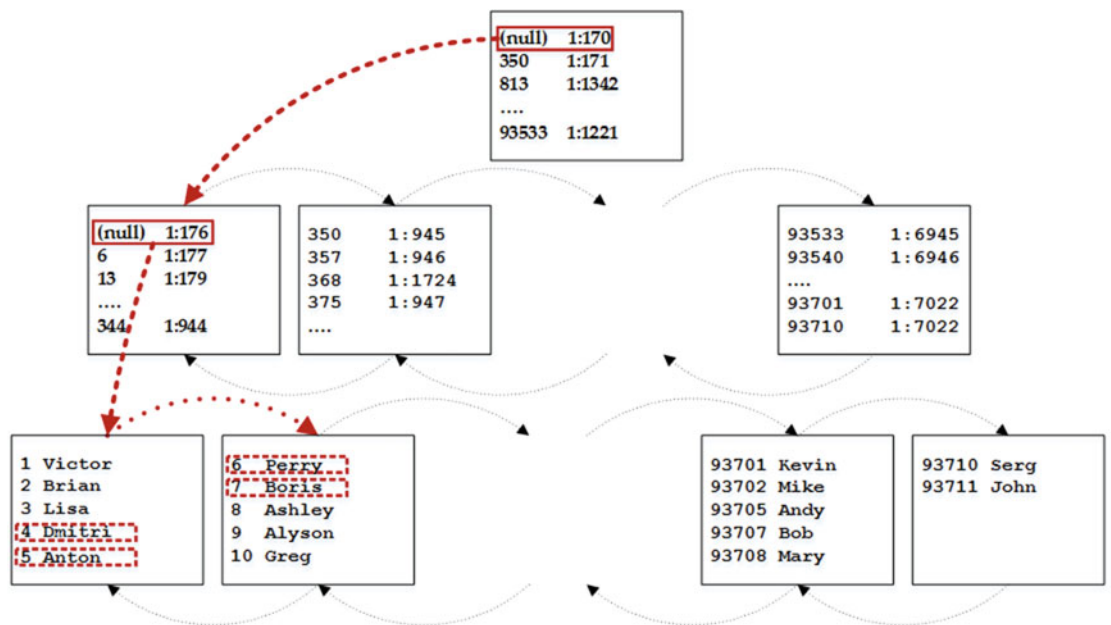 (null) 1:170
350 1:171
813 1:1342
....
93533 1:1221
(null) 1:176
6 1:177
13 1:179
....
344 1:944
350 1:945
357 1:946
368 1:1724
375 1:947
....
93533 1:6945
93540 1:6946
....
93701 1:7022
93710 1:7022
1 Victor
2 Brian
3 Lisa
4 Dmitri
5 Anton
6 Perry
7 Boris
8 Ashley
9 Alyson
10 Greg
93701 Kevin
93702 Mike
93705 Andy
93707 Bob
93708 Mary
93710 Serg
93711 John